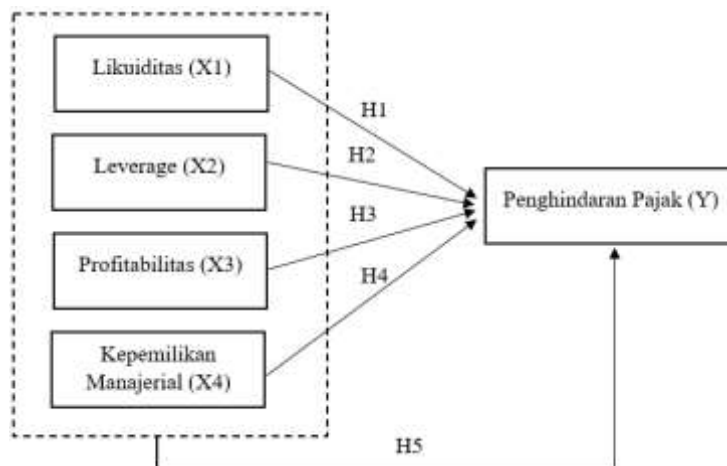 Likuiditas (X1)
H1
Leverage (X2)
H2
Penghindaran Pajak (Y)
H3
Profitabilitas (X3)
H4
Kepemilikan
Manajerial (X4)
H5